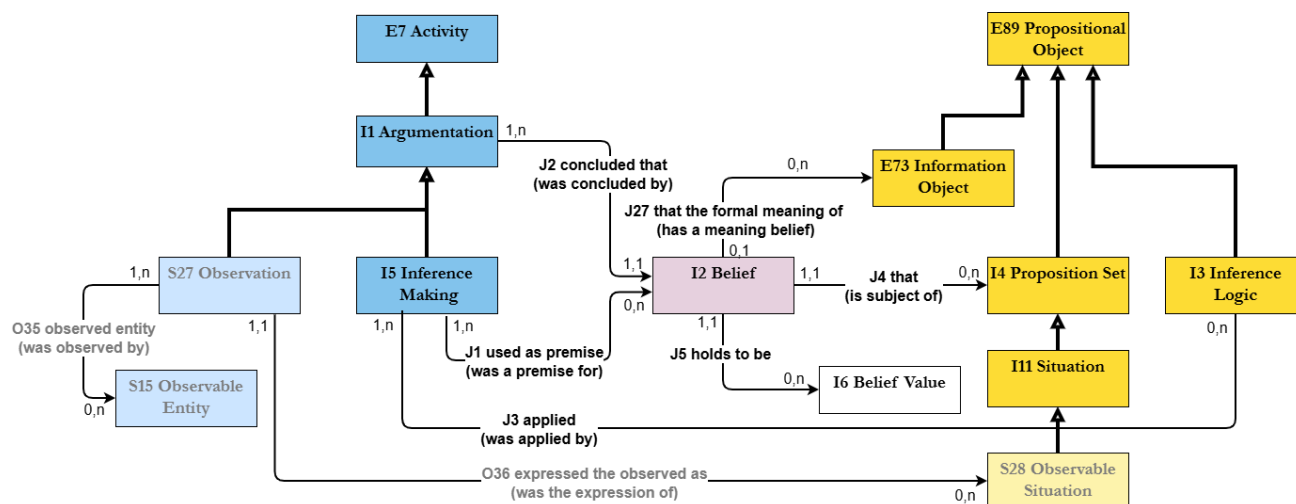 E7 Activity
E89 Propositional
Object
I1 Argumentation
1,n
J2 concluded that
(was concluded by)
0,n
E73 Information
Object
J27 that the formal meaning of
(has a meaning belief)
0,1
1,n
S27 Observation
I5 Inference
Making
1,1
0,n
I2 Belief
1,1
J4 that
(is subject of)
0,n
I4 Proposition Set
I3 Inference
Logic
O35 observed entity
(was observed by)
1,1
1,n
1,n
J1 used as premise
(was a premise for)
1,1
J5 holds to be
0,n
0,n
S15 Observable
Entity
0,n
I6 Belief Value
I11 Situation
J3 applied
(was applied by)
O36 expressed the observed as
(was the expression of)
0,n
S28 Observable
Situation